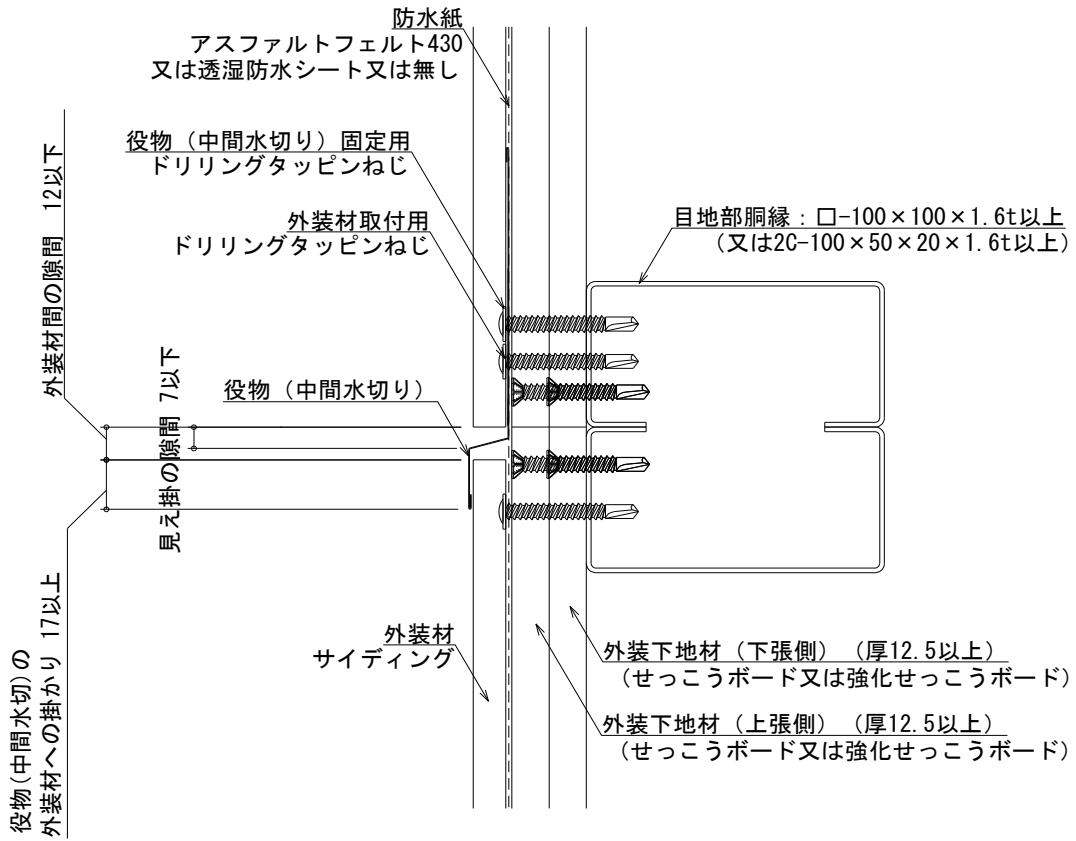 防水紙
アスファルトフェルト430
又は透湿防水シート又は無し
役物（中間水切り）固定用
ドリリングタッピンねじ
外装材取付用
ドリリングタッピンねじ
目地部胴縁：□-100×100×1.6t以上
（又は2C-100×50×20×1.6t以上）
外装材間の隙間 12以下
見え掛の隙間 7以下
役物（中間水切り）
役物(中間水切)の
外装材への掛かり 17以上
外装材
サイディング
外装下地材（下張側）（厚12.5以上）
（せっこうボード又は強化せっこうボード）
外装下地材（上張側）（厚12.5以上）
（せっこうボード又は強化せっこうボード）